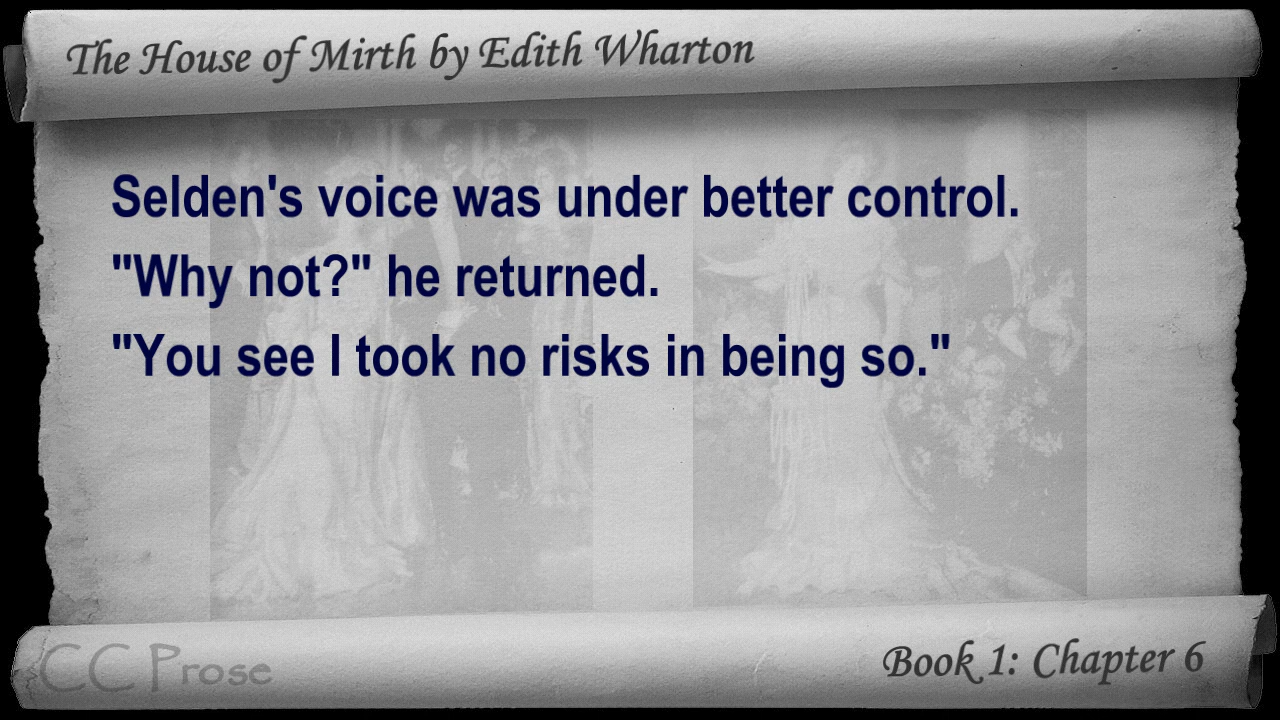 The House of Mirth by Edith Wharton
Selden's voice was under better control.
"Why not?" he returned.
"You see I took no risks in being so."
CC Prose
Book 1: Chapter 6